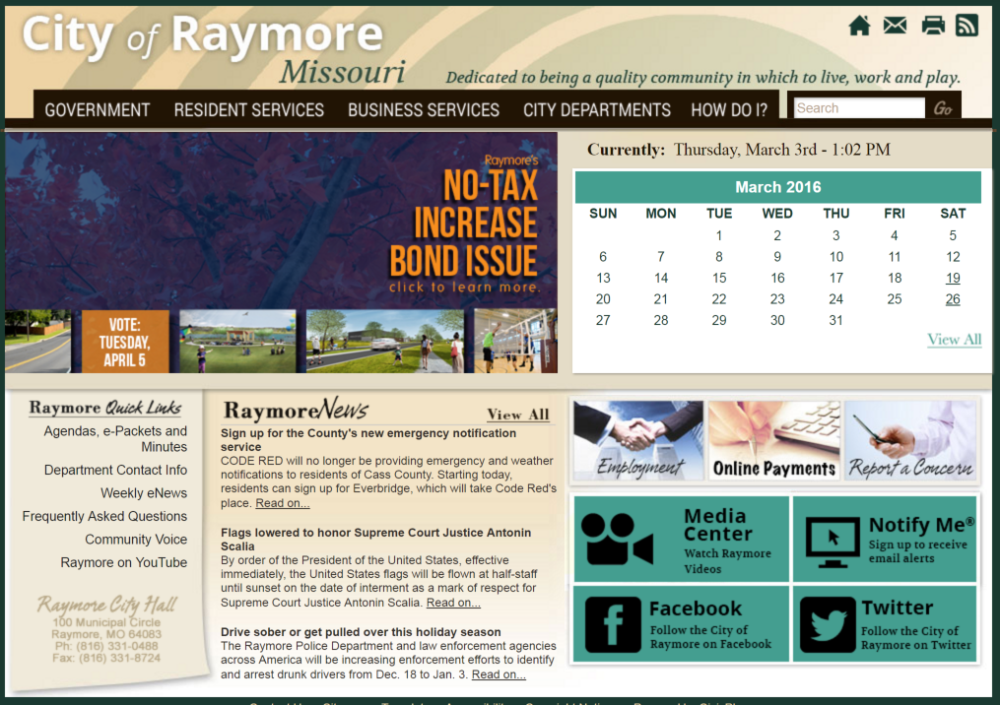 City of Raymore
Missouri
Dedicated to being a quality community in which to live, work and play.
GOVERNMENT RESIDENT SERVICES BUSINESS SERVICES CITY DEPARTMENTS HOW DO I? Search Go
Raymore's
NO-TAX
INCREASE
BOND ISSUE
click to learn more.
VOTE:
TUESDAY,
APRIL 5
Currently: Thursday, March 3rd - 1:02 PM
March 2016
SUN MON TUE WED THU FRI SAT
1 2 3 4 5
6 7 8 9 10 11 12
13 14 15 16 17 18 19
20 21 22 23 24 25 26
27 28 29 30 31
View All
Raymore Quick Links
Agendas, e-Packets and
Minutes
Department Contact Info
Weekly eNews
Frequently Asked Questions
Community Voice
Raymore on YouTube
Raymore City Hall
100 Municipal Circle
Raymore, MO 64083
Ph: (816) 331-0488
Fax: (816) 331-8724
RaymoreNews View All
Sign up for the County's new emergency notification
service
CODE RED will no longer be providing emergency and weather
notifications to residents of Cass County. Starting today,
residents can sign up for Everbridge, which will take Code Red's
place. Read on...
Flags lowered to honor Supreme Court Justice Antonin
Scalia
By order of the President of the United States, effective
immediately, the United States flags will be flown at half-staff
until sunset on the date of interment as a mark of respect for
Supreme Court Justice Antonin Scalia. Read on...
Drive sober or get pulled over this holiday season
The Raymore Polilce Department and law enforcement agencies
across America will be increasing enforcement efforts to identify
and arrest drunk drivers from Dec. 18 to Jan. 3. Read on...
Employment Online Payments Report a Concern
Media
Center
Watch Raymore
Videos
Notify Me®
Sign up to receive
email alerts
Facebook
Follow the City of
Raymore on Facebook
Twitter
Follow the City of
Raymore on Twitter